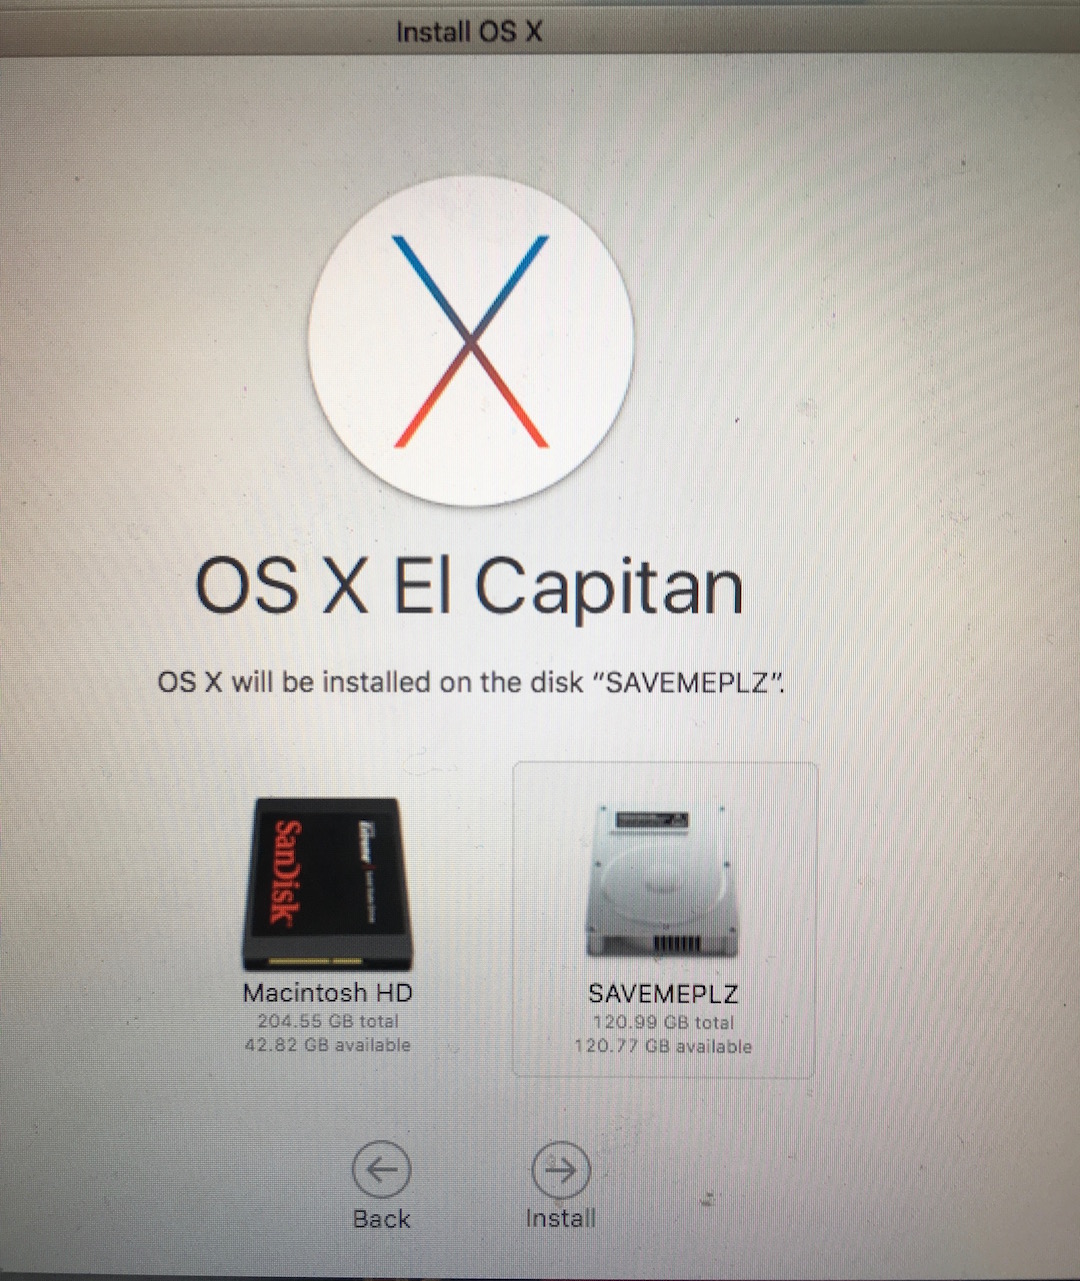 Install OS X
OS X El Capitan
OS X will be installed on the disk “SAVEMEPLZ”.
SanDisk
Macintosh HD
204.55 GB total
42.82 GB available
SAVEMEPLZ
120.99 GB total
120.77 GB available
Back
Install